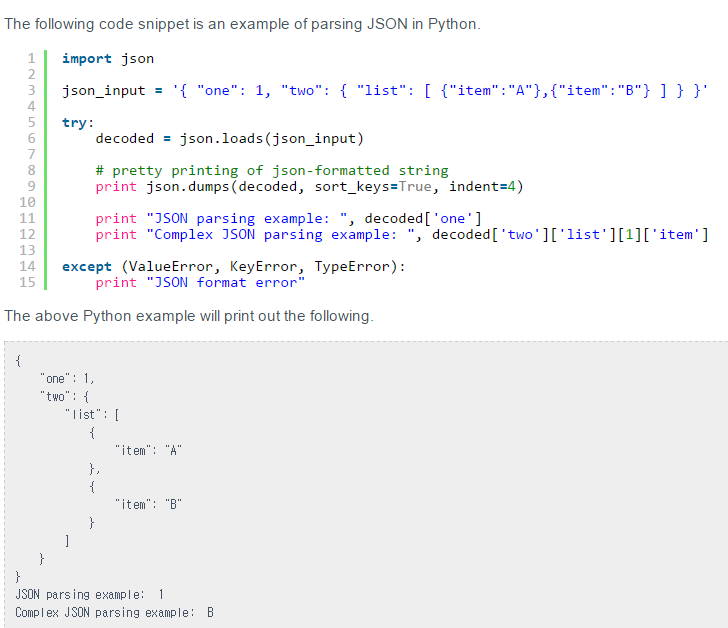 The following code snippet is an example of parsing JSON in Python.
1 import json
2
3 json_input = '{ "one": 1, "two": { "list": [ {"item":"A"},{"item":"B"} ] } }'
4
5 try:
6     decoded = json.loads(json_input)
7
8     # pretty printing of json-formatted string
9     print json.dumps(decoded, sort_keys=True, indent=4)
10
11     print "JSON parsing example: ", decoded['one']
12     print "Complex JSON parsing example: ", decoded['two']['list'][1]['item']
13
14 except (ValueError, KeyError, TypeError):
15     print "JSON format error"
The above Python example will print out the following.
{
    "one": 1,
    "two": {
        "list": [
            {
                "item": "A"
            },
            {
                "item": "B"
            }
        ]
    }
}
JSON parsing example:  1
Complex JSON parsing example:  B